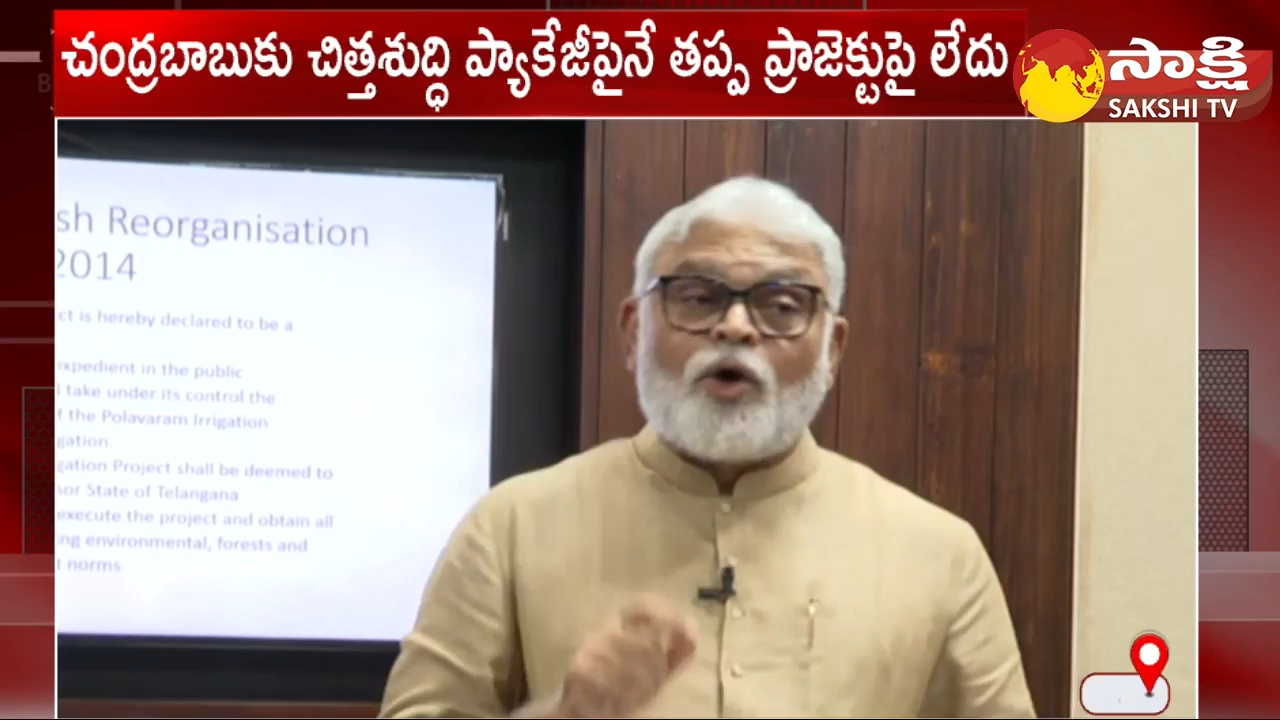 చంద్రబాబుకు చిత్తశుద్ధి ప్యాకేజీపైనే తప్ప ప్రాజెక్టుపై లేదు
సాక్షి
SAKSHI TV
sh Reorganisation
2014
ct is hereby declared to be a
expedient in the public
l take under its control the
f the Polavaram Irrigation
gation
gation Project shall be deemed to
sor State of Telangana
execute the project and obtain all
ing environmental, forests and
t norms